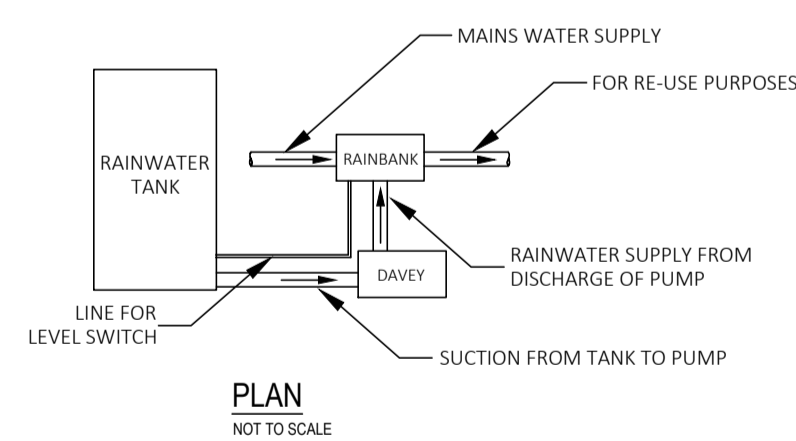 MAINS WATER SUPPLY
FOR RE-USE PURPOSES
RAINWATER
TANK
RAINBANK
RAINWATER SUPPLY FROM
DISCHARGE OF PUMP
DAVEY
LINE FOR
LEVEL SWITCH
SUCTION FROM TANK TO PUMP
PLAN
NOT TO SCALE